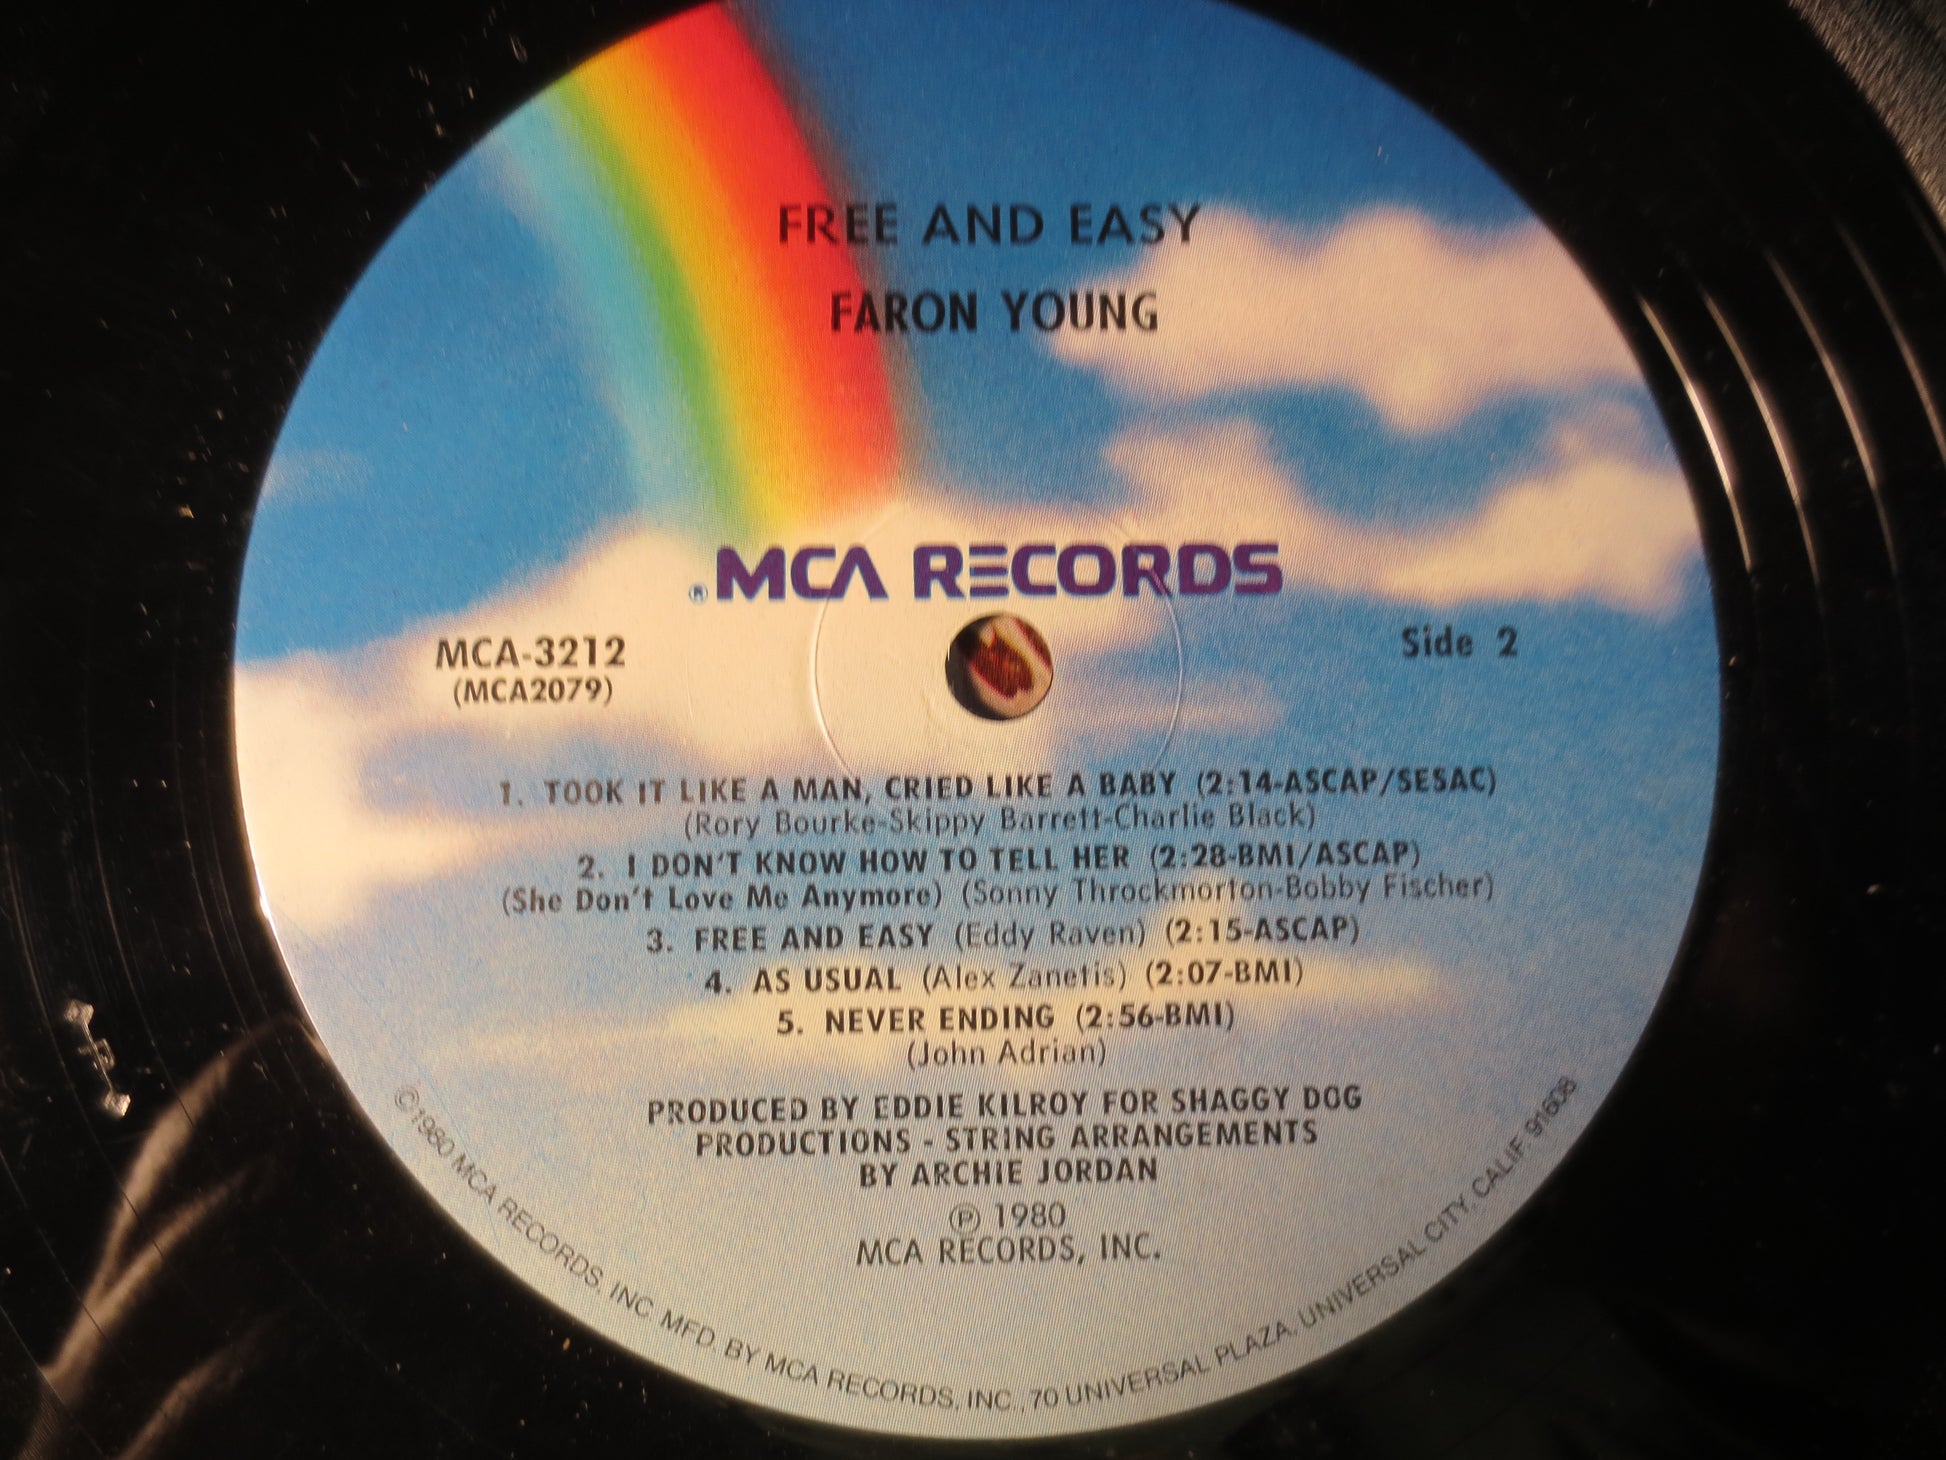 FREE AND EASY
FARON YOUNG
® MCA RECORDS
MCA-3212
(MCA2079)
Side 2
1. TOOK IT LIKE A MAN, CRIED LIKE A BABY (2:14-ASCAP/SESAC)
(Rory Bourke-Skippy Barrett-Charlie Black)
2. I DON'T KNOW HOW TO TELL HER (2:28-BMI/ASCAP)
(She Don't Love Me Anymore) (Sonny Throckmorton-Bobby Fischer)
3. FREE AND EASY (Eddy Raven) (2:15-ASCAP)
4. AS USUAL (Alex Zanetis) (2:07-BMI)
5. NEVER ENDING (2:56-BMI)
(John Adrian)
PRODUCED BY EDDIE KILROY FOR SHAGGY DOG
PRODUCTIONS - STRING ARRANGEMENTS
BY ARCHIE JORDAN
℗ 1980
MCA RECORDS, INC.
©1980 MCA RECORDS, INC. MFD. BY MCA RECORDS, INC., 70 UNIVERSAL PLAZA, UNIVERSAL CITY, CALIF. 91608